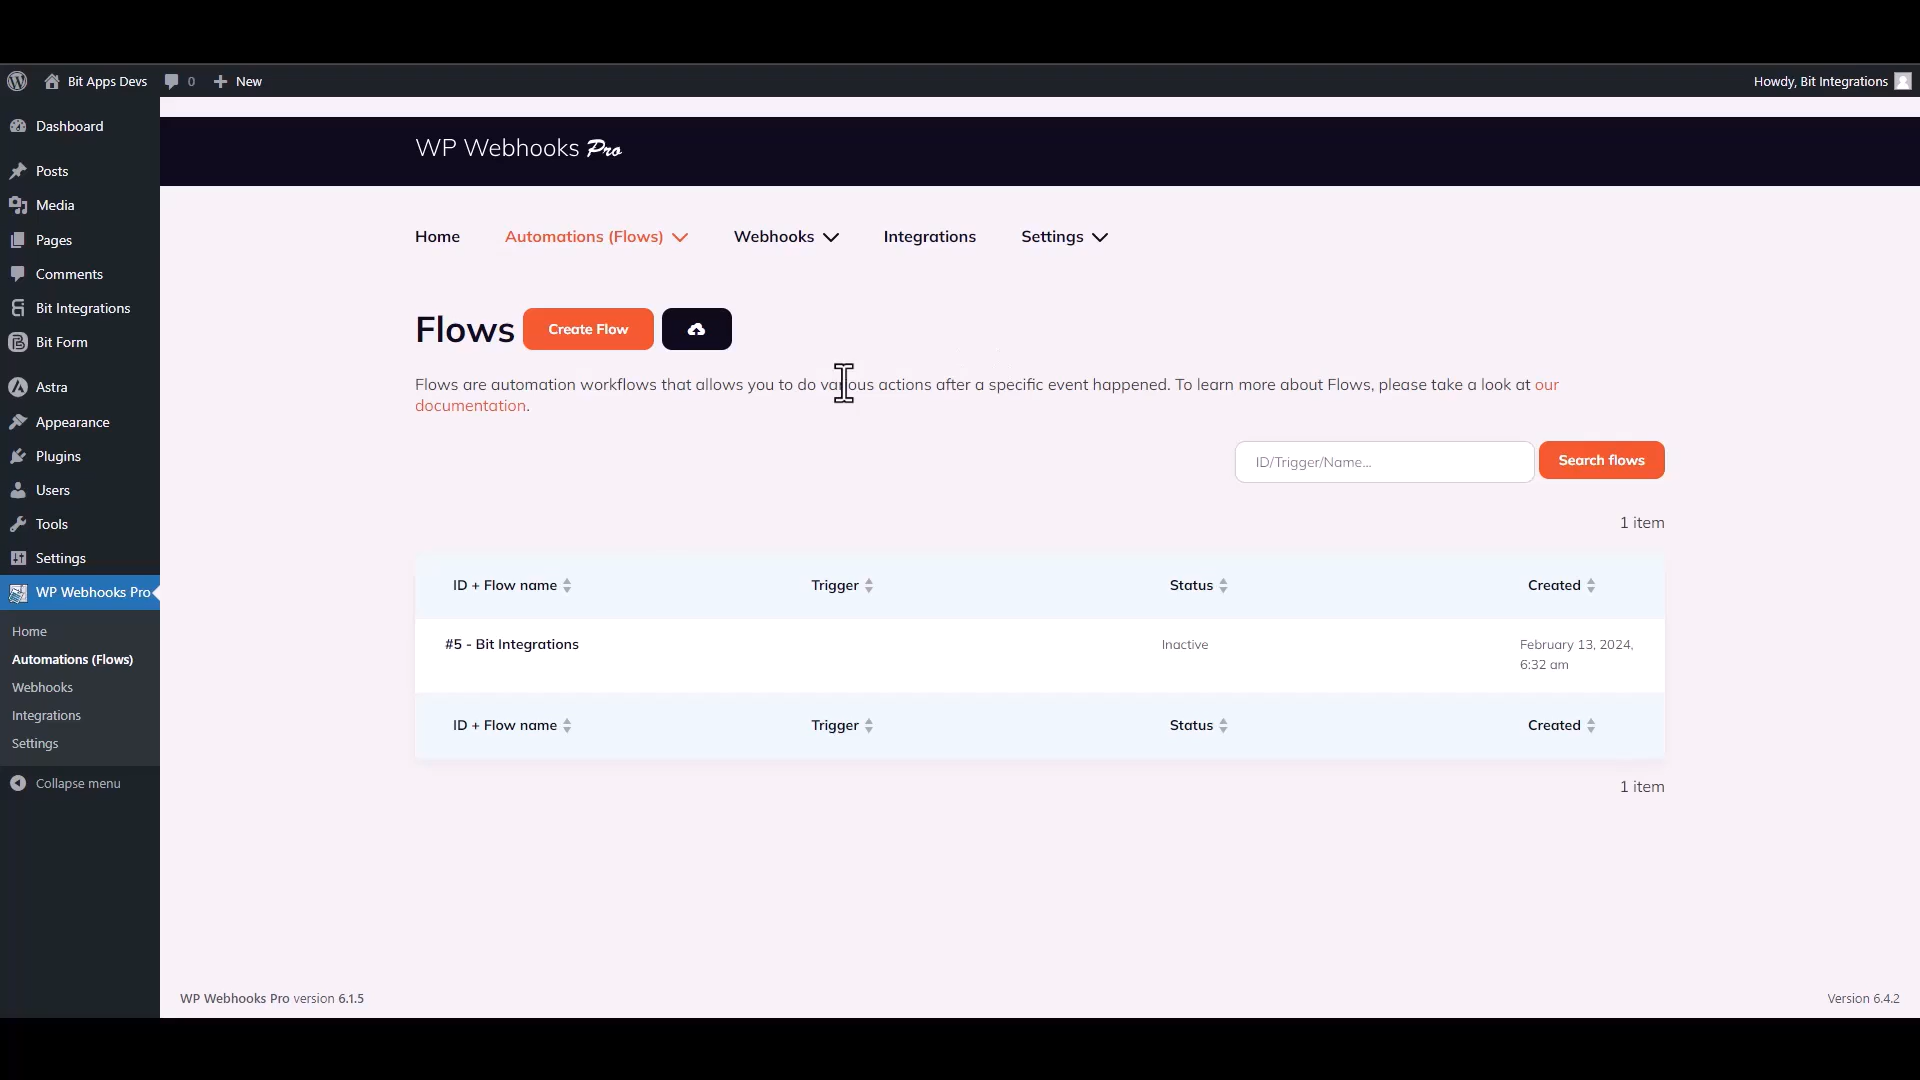 Bit Apps Devs
0
New
Howdy, Bit Integrations
Dashboard
Posts
Media
Pages
Comments
Bit Integrations
Bit Form
Astra
Appearance
Plugins
Users
Tools
Settings
WP Webhooks Pro
Home
Automations (Flows)
Webhooks
Integrations
Settings
Collapse menu
WP Webhooks Pro
Home
Automations (Flows)
Webhooks
Integrations
Settings
Flows
Create Flow
Flows are automation workflows that allows you to do various actions after a specific event happened. To learn more about Flows, please take a look at our
documentation.
ID/Trigger/Name...
Search flows
1 item
ID + Flow name
Trigger
Status
Created
#5 - Bit Integrations
Inactive
February 13, 2024,
6:32 am
ID + Flow name
Trigger
Status
Created
1 item
WP Webhooks Pro version 6.1.5
Version 6.4.2